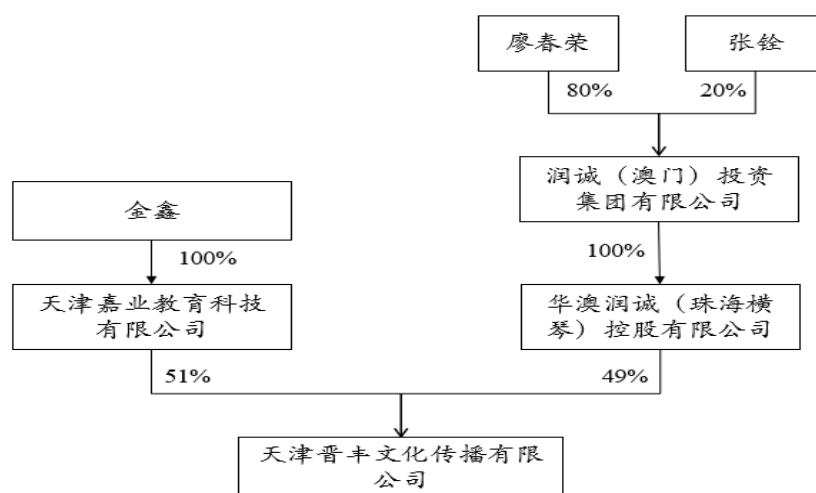 廖春荣
张铨
80%
20%
润诚（澳门）投资
集团有限公司
金鑫
100%
100%
天津嘉业教育科技
有限公司
华澳润诚（珠海横
琴）控股有限公司
51%
49%
天津晋丰文化传播有限
公司